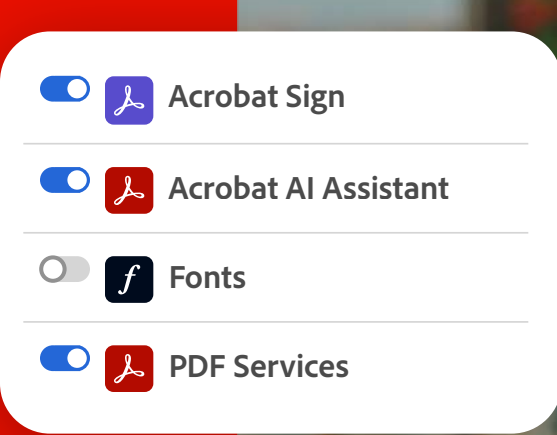 Acrobat Sign
Acrobat AI Assistant
f Fonts
PDF Services